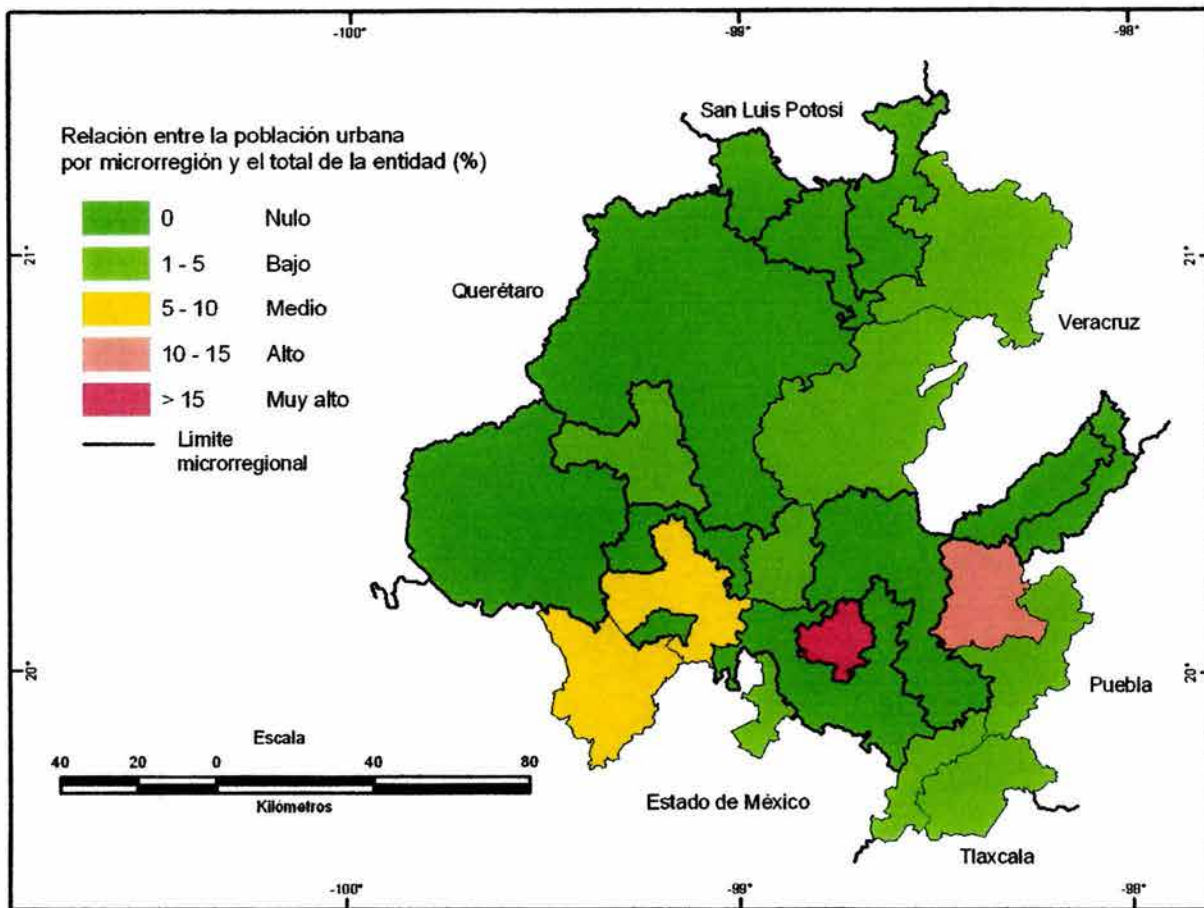 -100°
-99°
-98°
San Luis Potosí
Relación entre la población urbana
por microrregión y el total de la entidad (%)
0 Nulo
1 - 5 Bajo
5 - 10 Medio
10 - 15 Alto
> 15 Muy alto
Límite
microrregional
21°
21°
Querétaro
Veracruz
20°
20°
Puebla
Escala
40 20 0 40 80
Kilómetros
Estado de México
Tlaxcala
-100°
-99°
-98°